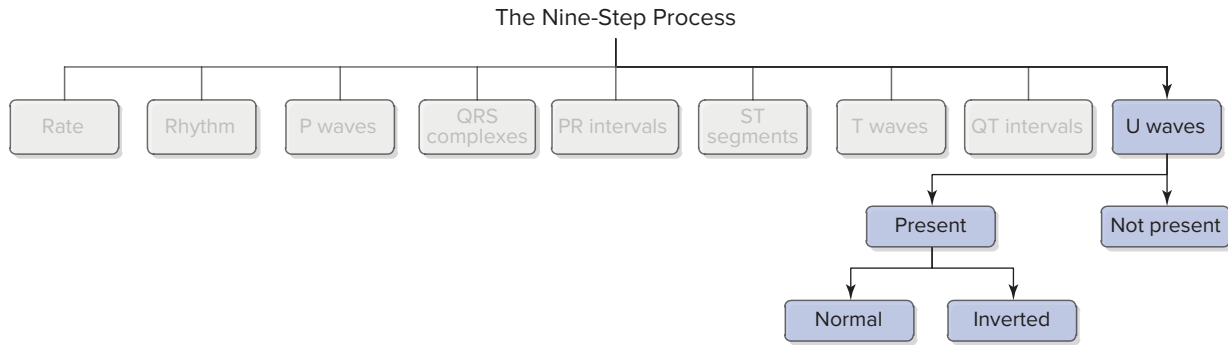 The Nine-Step Process
Rate
Rhythm
P waves
QRS
complexes
PR intervals
ST
segments
T waves
QT intervals
U waves
Present
Not present
Normal
Inverted